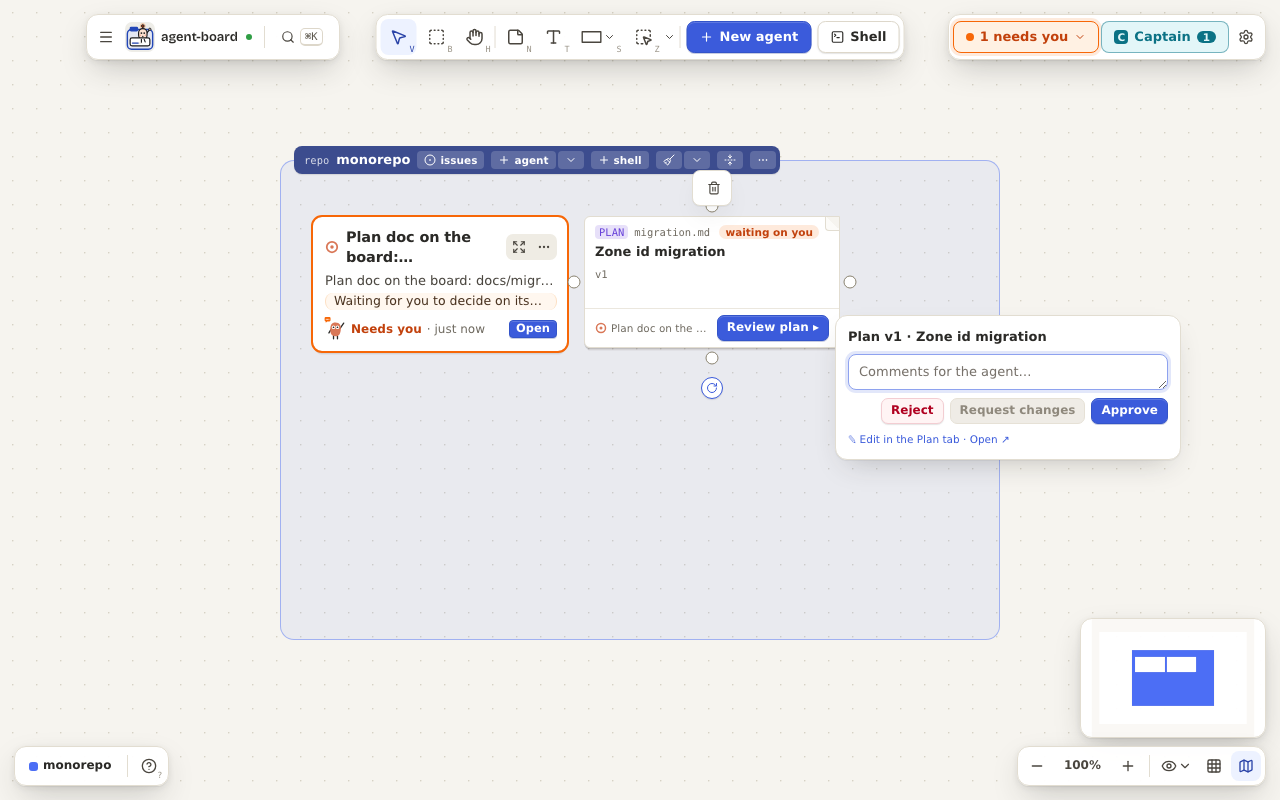 agent-board
⌘K
V
B
H
N
T
S
Z
+ New agent
Shell
1 needs you
C Captain 1
repo monorepo issues + agent + shell
Plan doc on the board:...
Plan doc on the board: docs/migr...
Waiting for you to decide on its...
Needs you · just now Open
PLAN migration.md waiting on you
Zone id migration
v1
Plan doc on the ... Review plan ▸
Plan v1 · Zone id migration
Comments for the agent...
Reject Request changes Approve
✎ Edit in the Plan tab · Open ↗
monorepo
?
− 100% +